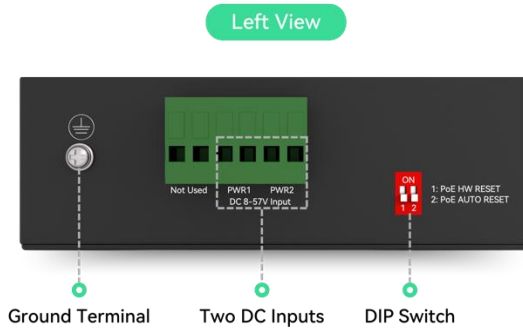 Left View
Not Used PWR1 PWR2
DC 8-57V Input
ON
1 2
1: PoE HW RESET
2: PoE AUTO RESET
Ground Terminal Two DC Inputs DIP Switch